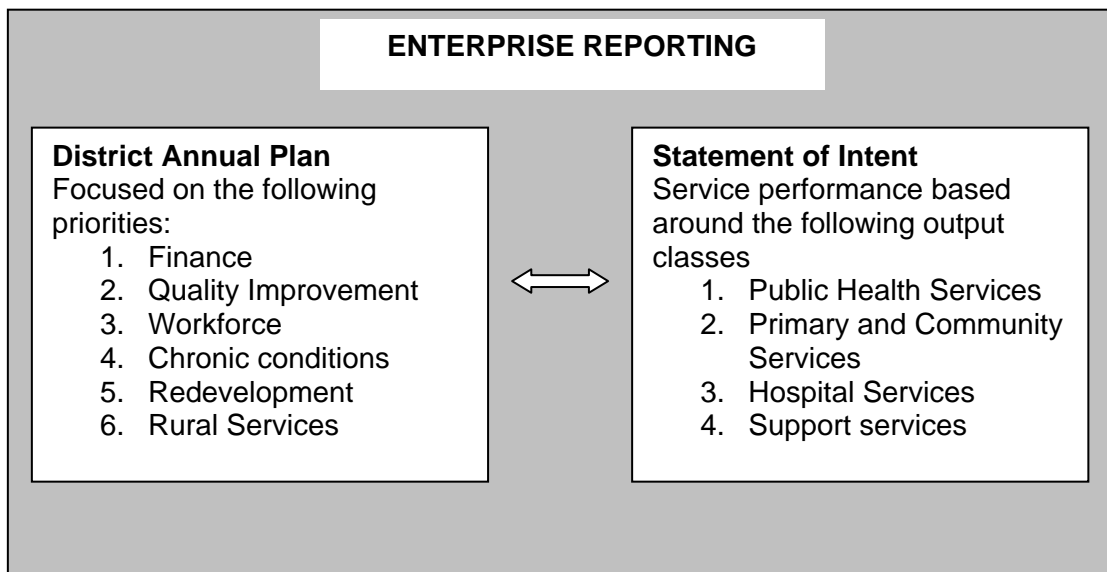 ENTERPRISE REPORTING
District Annual Plan
Focused on the following
priorities:
1. Finance
2. Quality Improvement
3. Workforce
4. Chronic conditions
5. Redevelopment
6. Rural Services
Statement of Intent
Service performance based
around the following output
classes
1. Public Health Services
2. Primary and Community
Services
3. Hospital Services
4. Support services